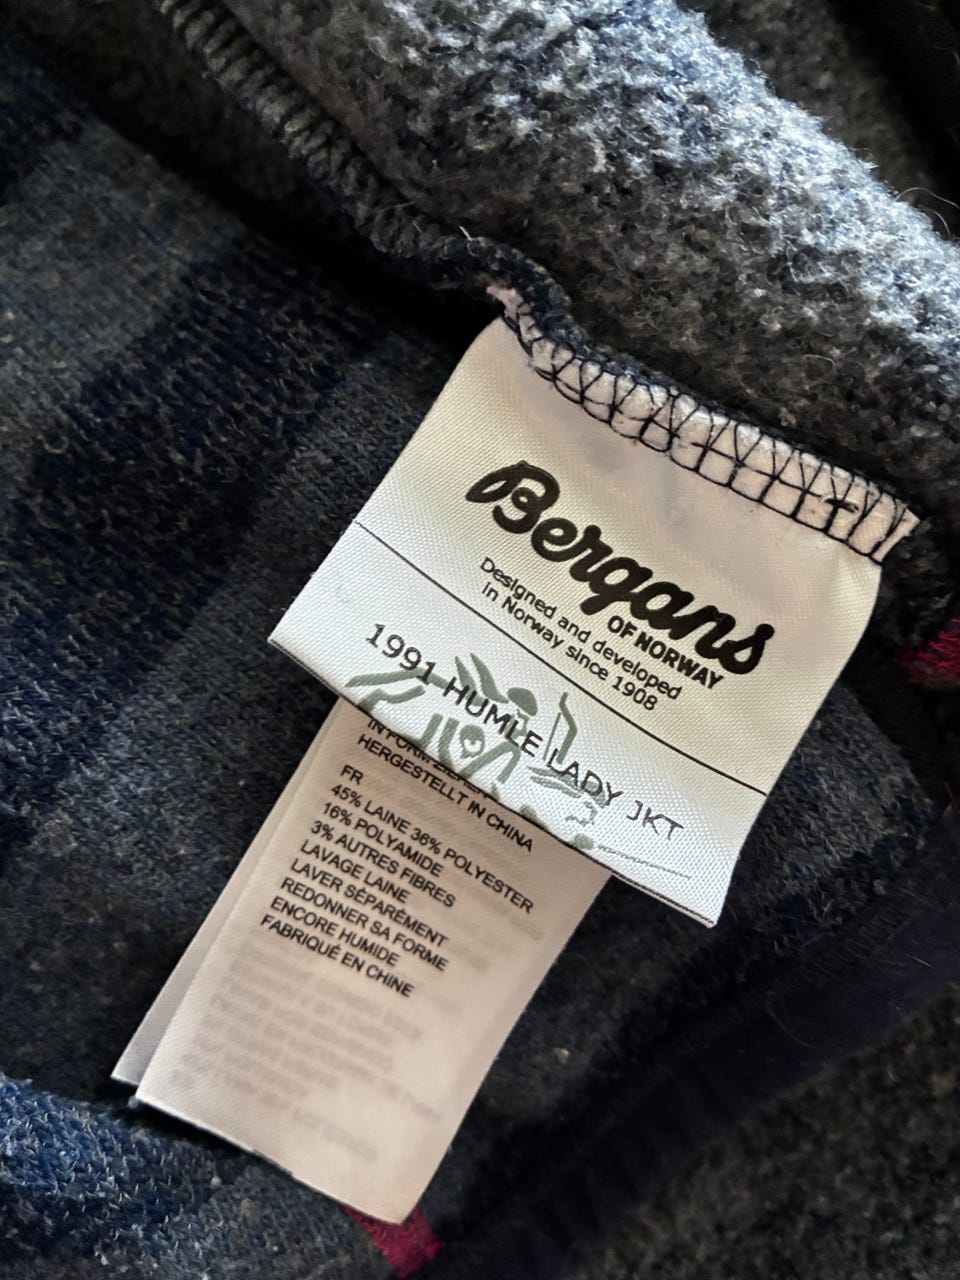 Bergans
OF NORWAY
Designed and developed
in Norway since 1908
1991 HUMLE LADY JKT
IN FORM
HERGESTELLT IN CHINA
FR
45% LAINE 36% POLYESTER
16% POLYAMIDE
3% AUTRES FIBRES
LAVAGE LAINE
LAVER SÉPARÉMENT
REDONNER SA FORME
ENCORE HUMIDE
FABRIQUÉ EN CHINE